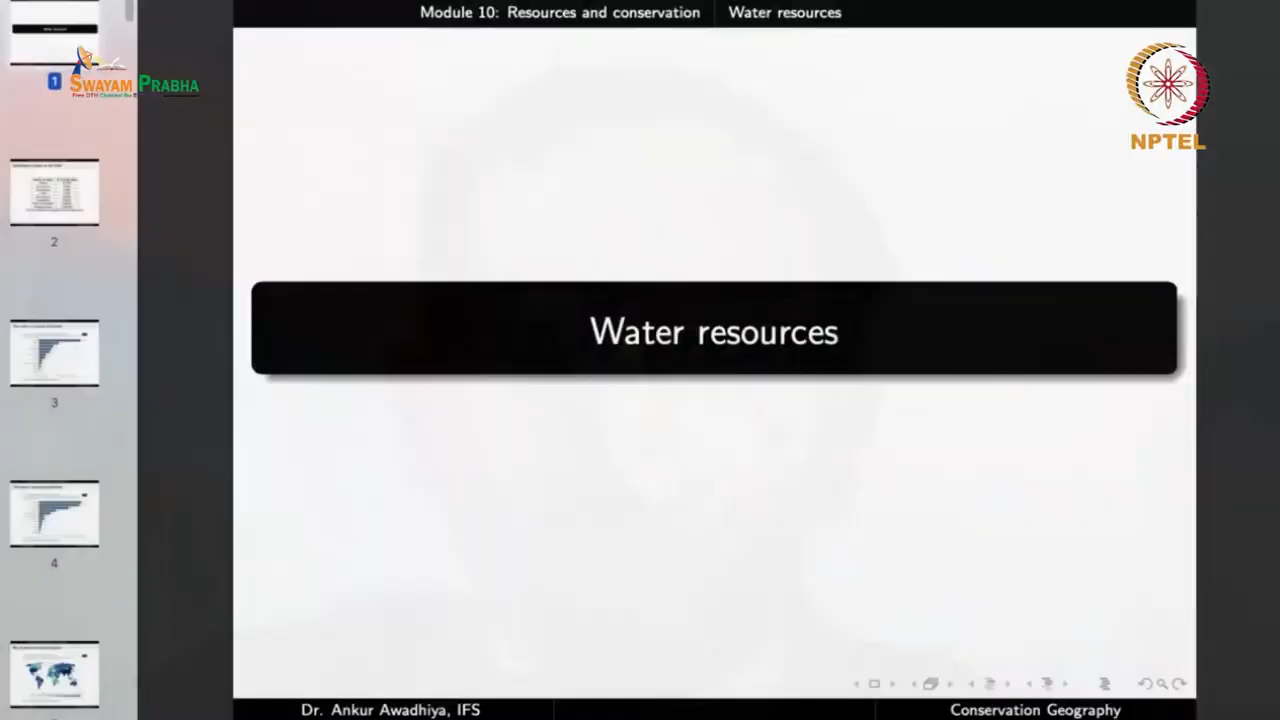 Module 10: Resources and conservation Water resources
SWAYAM PRABHA
1
NPTEL
2
Water resources
3
4
Dr. Ankur Awadhiya, IFS Conservation Geography